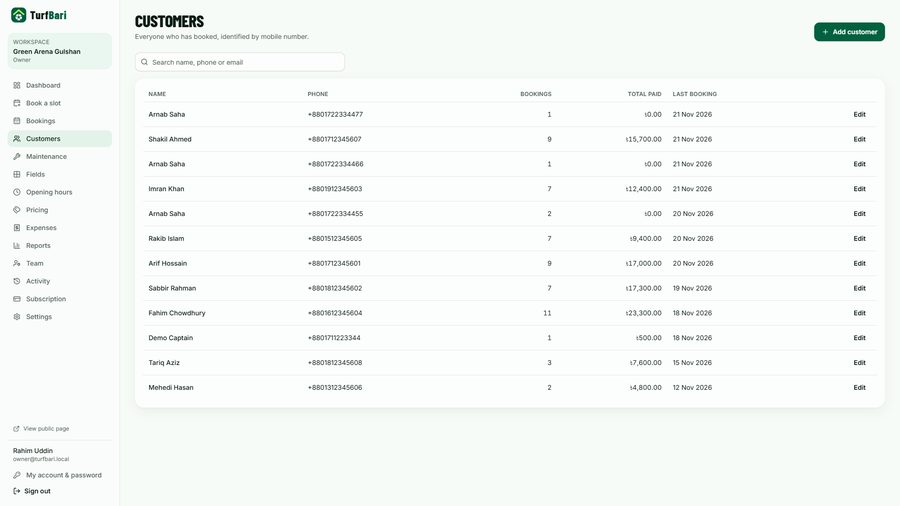 TurfBari
WORKSPACE
Green Arena Gulshan
Owner
Dashboard
Book a slot
Bookings
Customers
Maintenance
Fields
Opening hours
Pricing
Expenses
Reports
Team
Activity
Subscription
Settings
View public page
Rahim Uddin
owner@turfbari.local
My account & password
Sign out
CUSTOMERS
Everyone who has booked, identified by mobile number.
+ Add customer
Search name, phone or email
NAME PHONE BOOKINGS TOTAL PAID LAST BOOKING
Arnab Saha +8801722334477 1 ৳0.00 21 Nov 2026 Edit
Shakil Ahmed +8801712345607 9 ৳15,700.00 21 Nov 2026 Edit
Arnab Saha +8801722334466 1 ৳0.00 21 Nov 2026 Edit
Imran Khan +8801912345603 7 ৳12,400.00 21 Nov 2026 Edit
Arnab Saha +8801722334455 2 ৳0.00 20 Nov 2026 Edit
Rakib Islam +8801512345605 7 ৳9,400.00 20 Nov 2026 Edit
Arif Hossain +8801712345601 9 ৳17,000.00 20 Nov 2026 Edit
Sabbir Rahman +8801812345602 7 ৳17,300.00 19 Nov 2026 Edit
Fahim Chowdhury +8801612345604 11 ৳23,300.00 18 Nov 2026 Edit
Demo Captain +8801711223344 1 ৳500.00 18 Nov 2026 Edit
Tariq Aziz +8801812345608 3 ৳7,600.00 15 Nov 2026 Edit
Mehedi Hasan +8801312345606 2 ৳4,800.00 12 Nov 2026 Edit